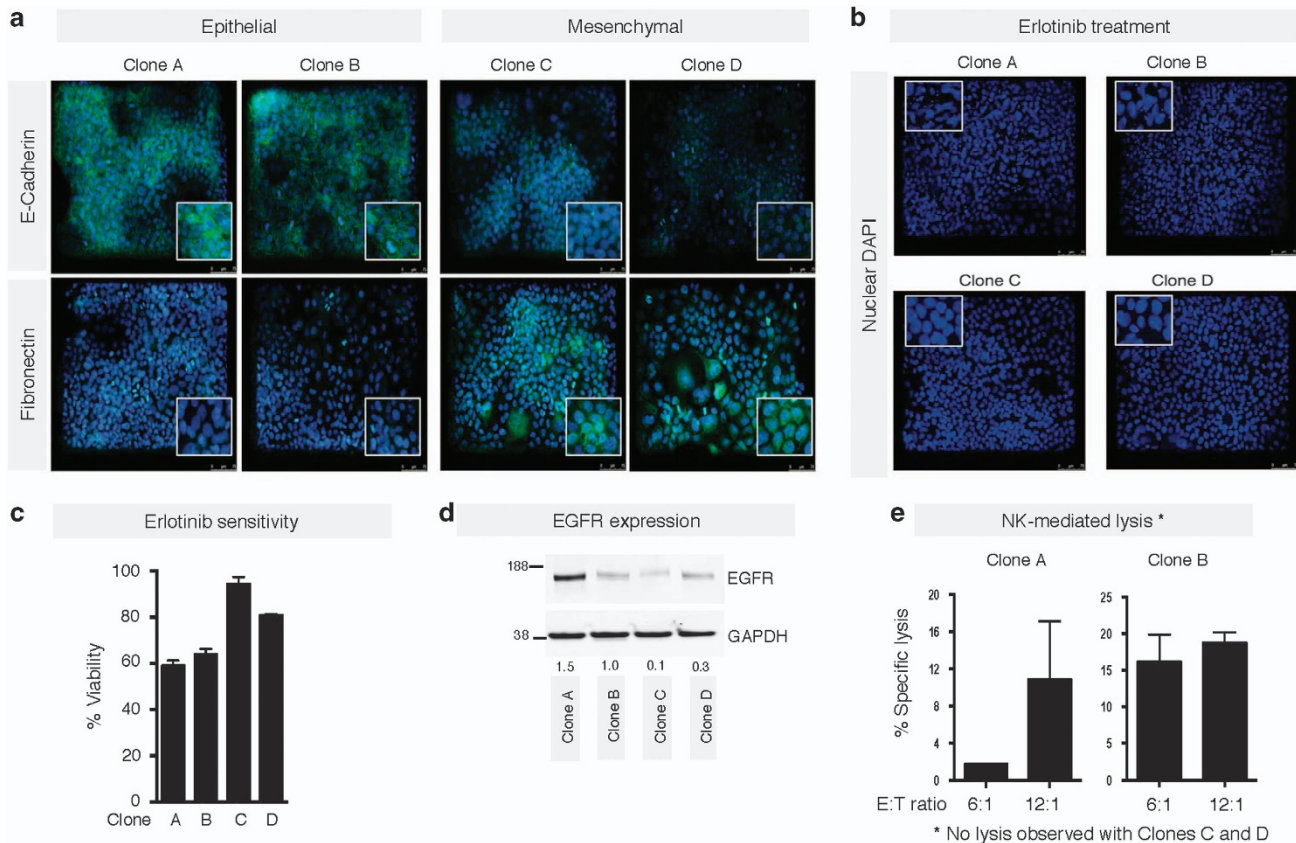 a
Epithelial
Mesenchymal
Clone A
Clone B
Clone C
Clone D
E-Cadherin
Fibronectin
b
Erlotinib treatment
Clone A
Clone B
Nuclear DAPI
Clone C
Clone D
c
Erlotinib sensitivity
% Viability
100
80
60
40
20
0
Clone A B C D
d
EGFR expression
188
EGFR
38
GAPDH
1.5 1.0 0.1 0.3
Clone A
Clone B
Clone C
Clone D
e
NK-mediated lysis *
Clone A
Clone B
% Specific lysis
20
16
12
8
4
0
25
20
15
10
5
0
E:T ratio 6:1 12:1 6:1 12:1
* No lysis observed with Clones C and D